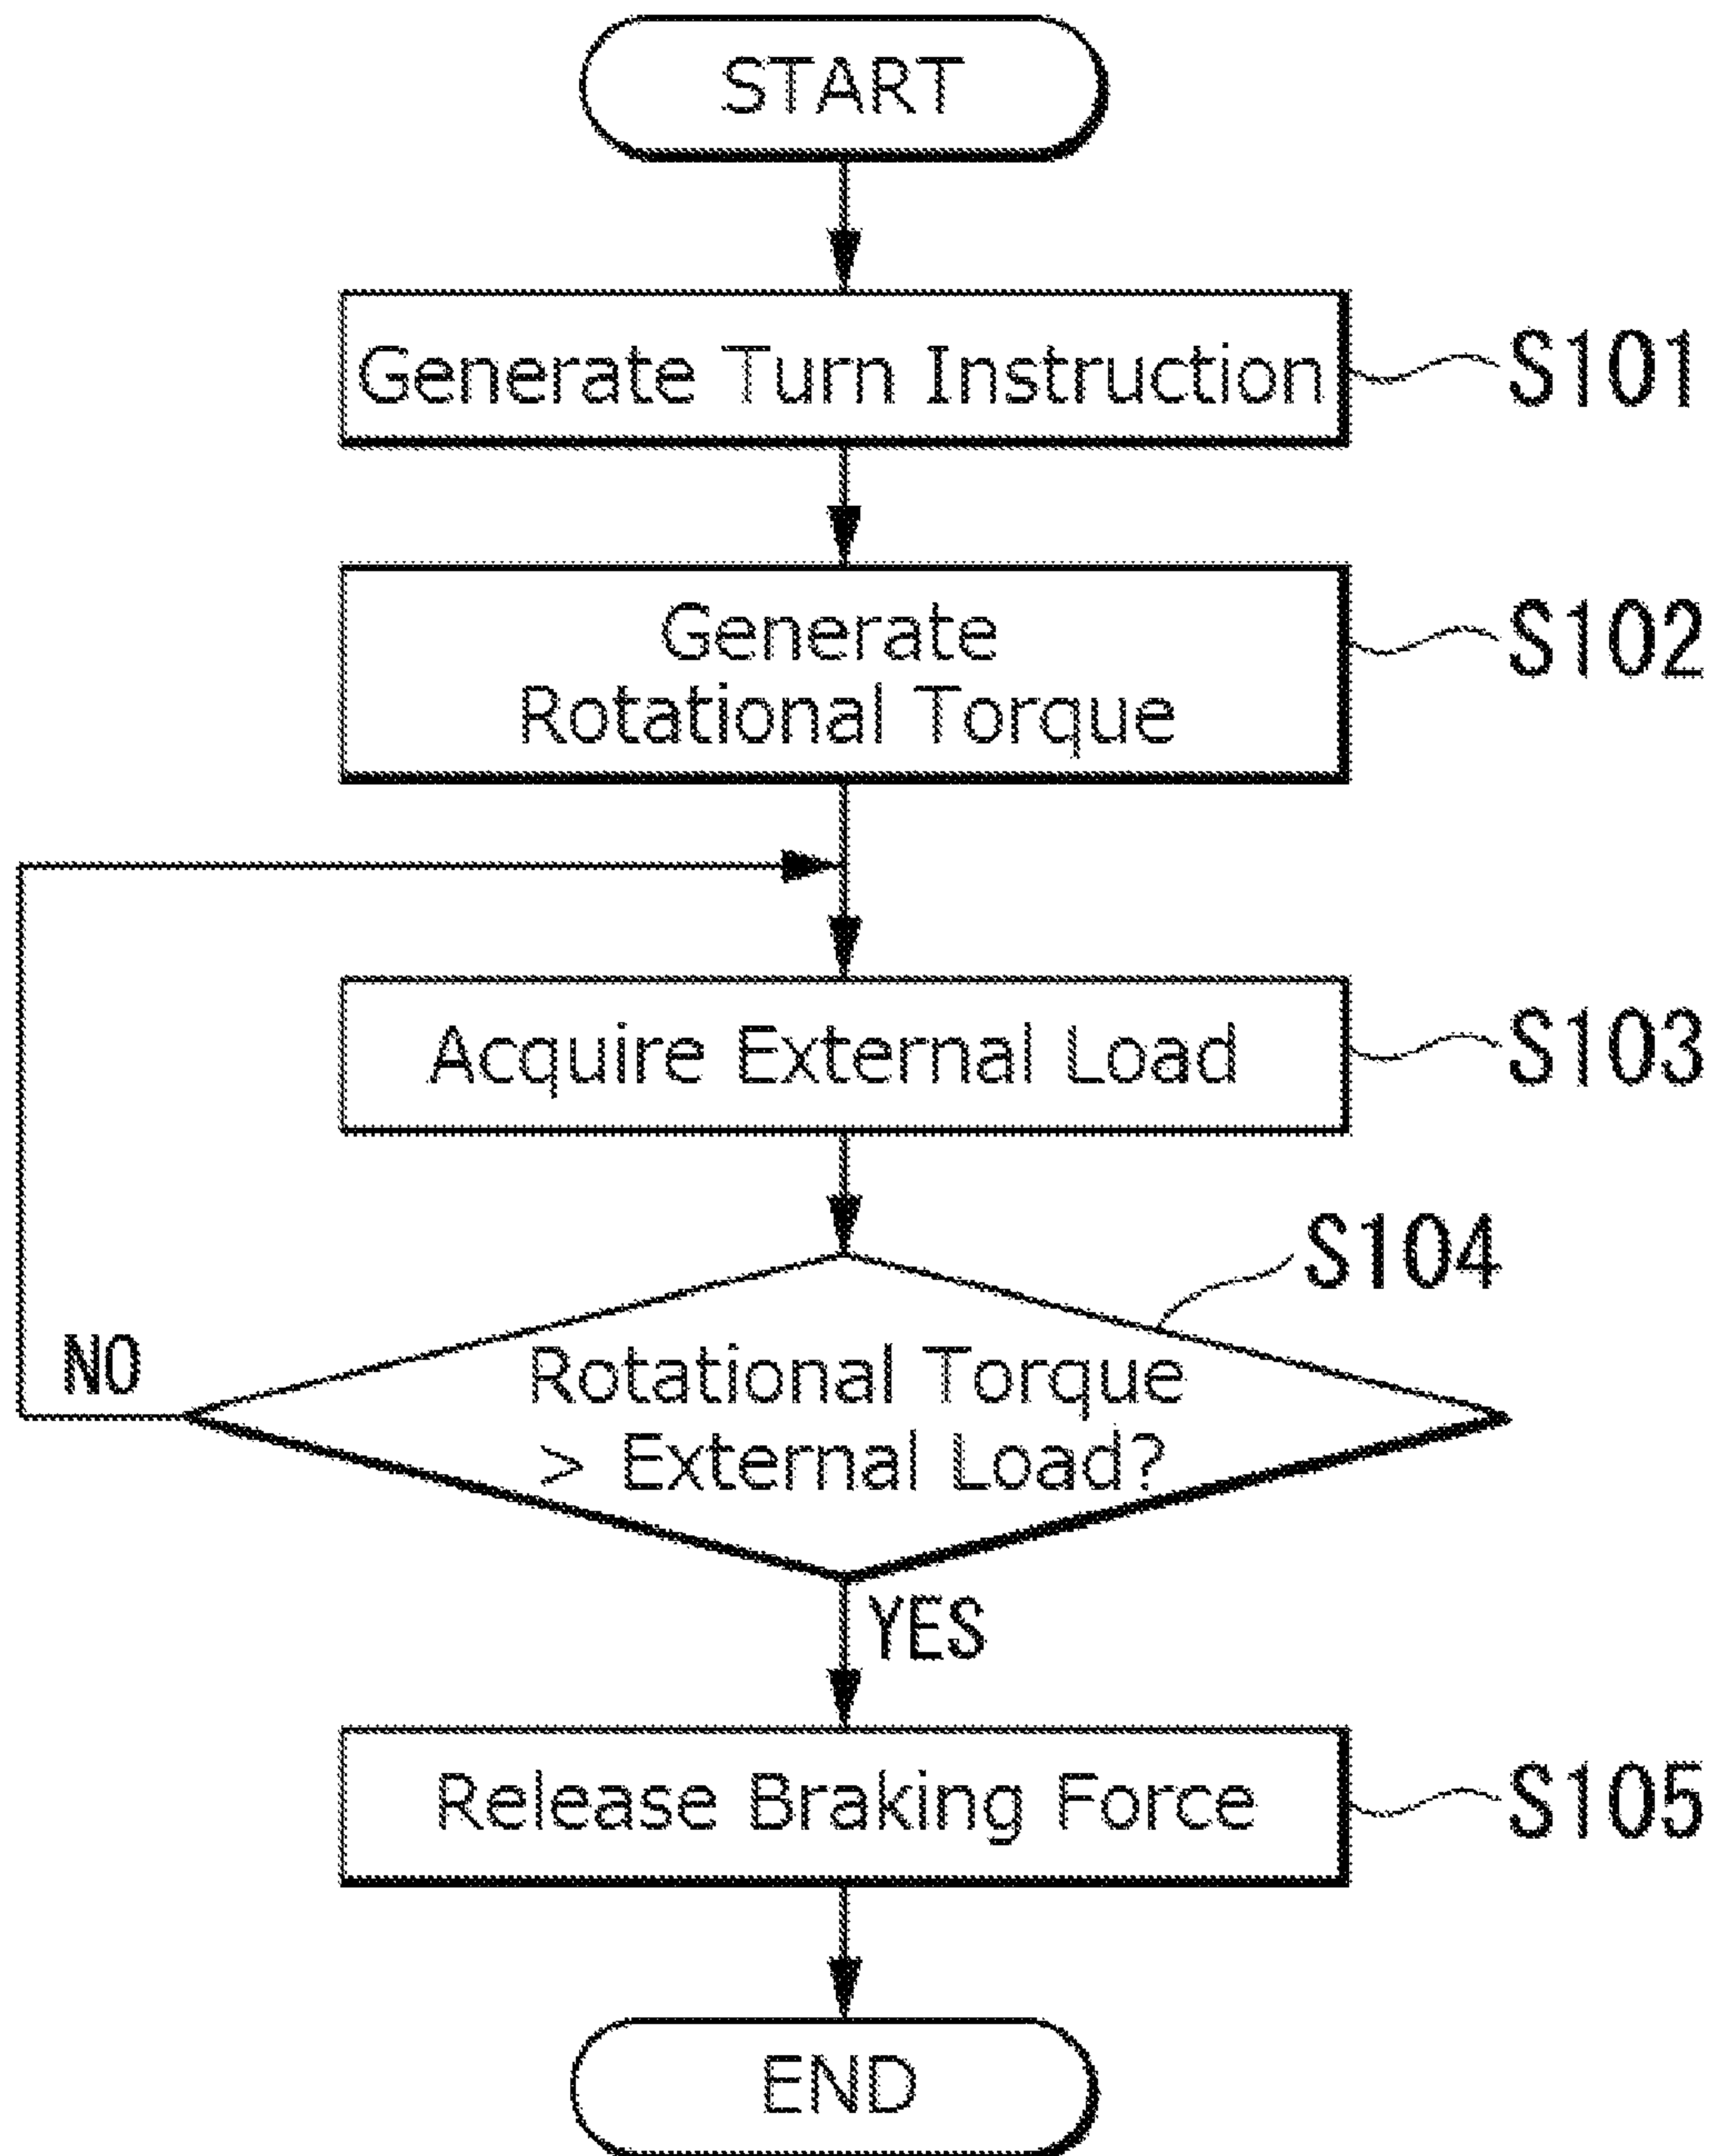 START
Generate Turn Instruction
S101
Generate
Rotational Torque
S102
Acquire External Load
S103
S104
Rotational Torque
> External Load?
NO
YES
Release Braking Force
S105
END